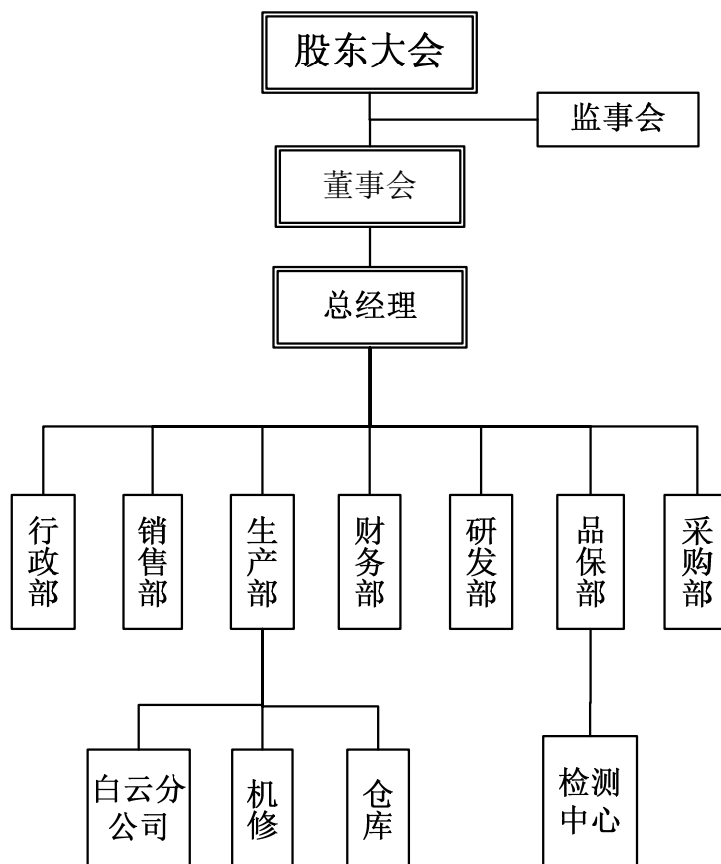 股东大会
监事会
董事会
总经理
行政部
销售部
生产部
财务部
研发部
品保部
采购部
白云分
公司
机修
仓库
检测
中心